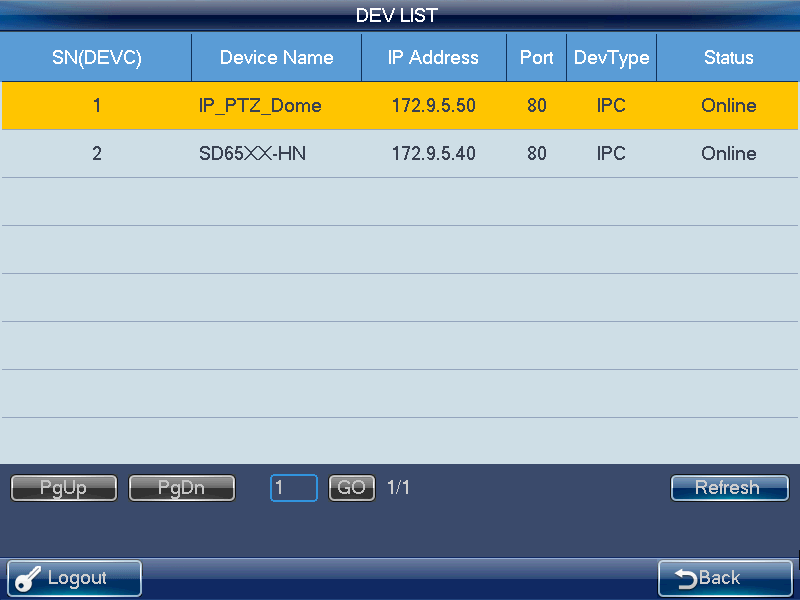 DEV LIST
SN(DEVC) Device Name IP Address Port DevType Status
1 IP_PTZ_Dome 172.9.5.50 80 IPC Online
2 SD65XX-HN 172.9.5.40 80 IPC Online
PgUp PgDn 1 GO 1/1 Refresh
Logout Back